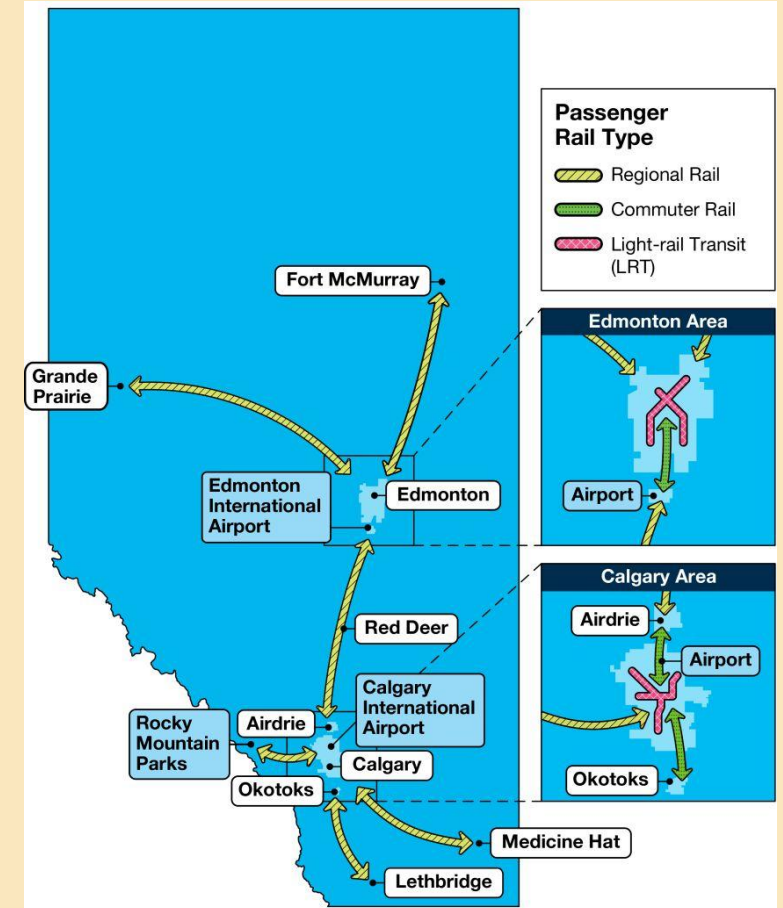 Passenger
Rail Type
Regional Rail
Commuter Rail
Light-rail Transit
(LRT)
Fort McMurray
Grande
Prairie
Edmonton
International
Airport
Edmonton
Red Deer
Calgary
International
Airport
Airdrie
Rocky
Mountain
Parks
Calgary
Okotoks
Medicine Hat
Lethbridge
Edmonton Area
Airport
Calgary Area
Airdrie
Airport
Okotoks